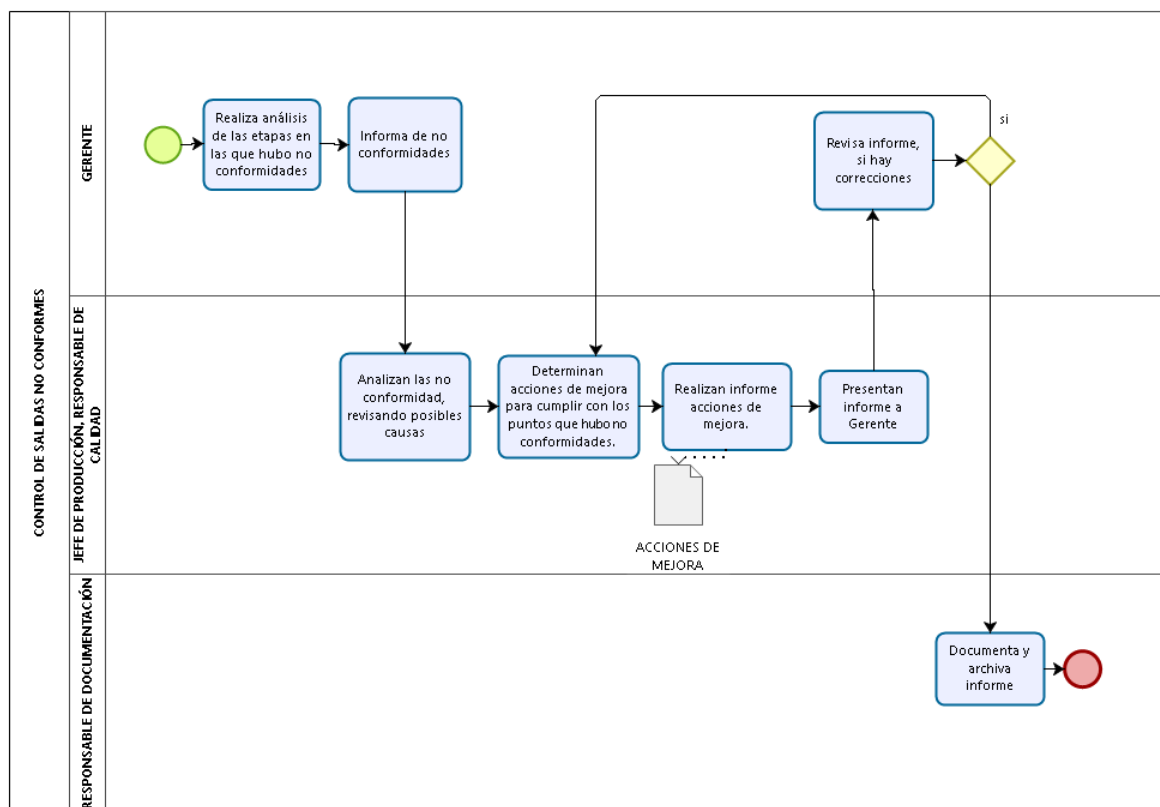 CONTROL DE SALIDAS NO CONFORMES
GERENTE
Realiza análisis
de las etapas en
las que hubo no
conformidades
Informa de no
conformidades
Revisa informe,
si hay
correcciones
si
JEFE DE PRODUCCIÓN, RESPONSABLE DE
CALIDAD
Analizan las no
conformidad,
revisando posibles
causas
Determinan
acciones de mejora
para cumplir con los
puntos que hubo no
conformidades.
Realizan informe
acciones de
mejora.
Presentan
informe a
Gerente
ACCIONES DE
MEJORA
RESPONSABLE DE DOCUMENTACIÓN
Documenta y
archiva
informe